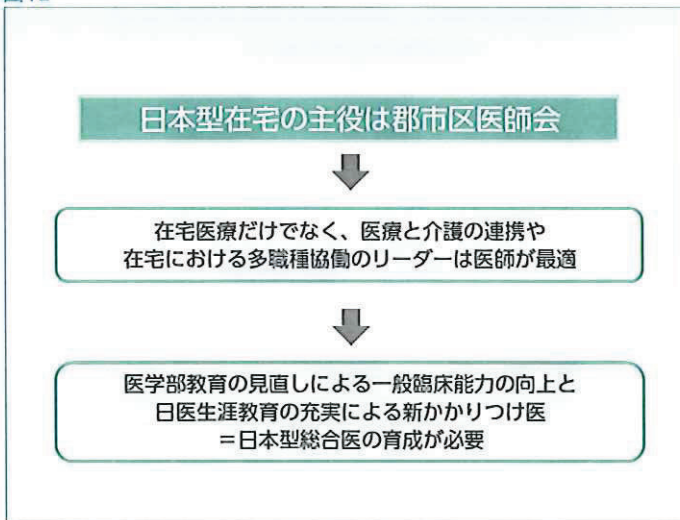 日本型在宅の主役は郡市区医師会
在宅医療だけでなく、医療と介護の連携や
在宅における多職種協働のリーダーは医師が最適
医学部教育の見直しによる一般臨床能力の向上と
日医生涯教育の充実による新かかりつけ医
＝日本型総合医の育成が必要